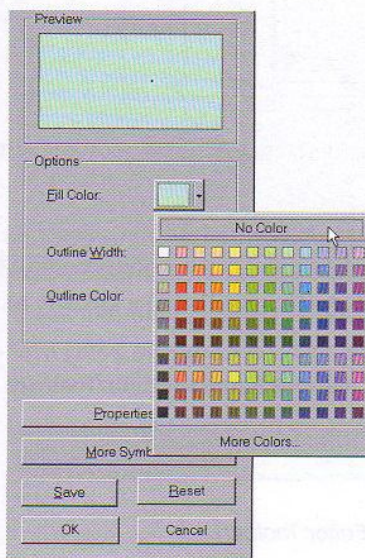 Preview
Options
Fill Color:
No Color
Outline Width:
Outline Color:
Properties
More Colors...
More Symb
Save
Reset
OK
Cancel